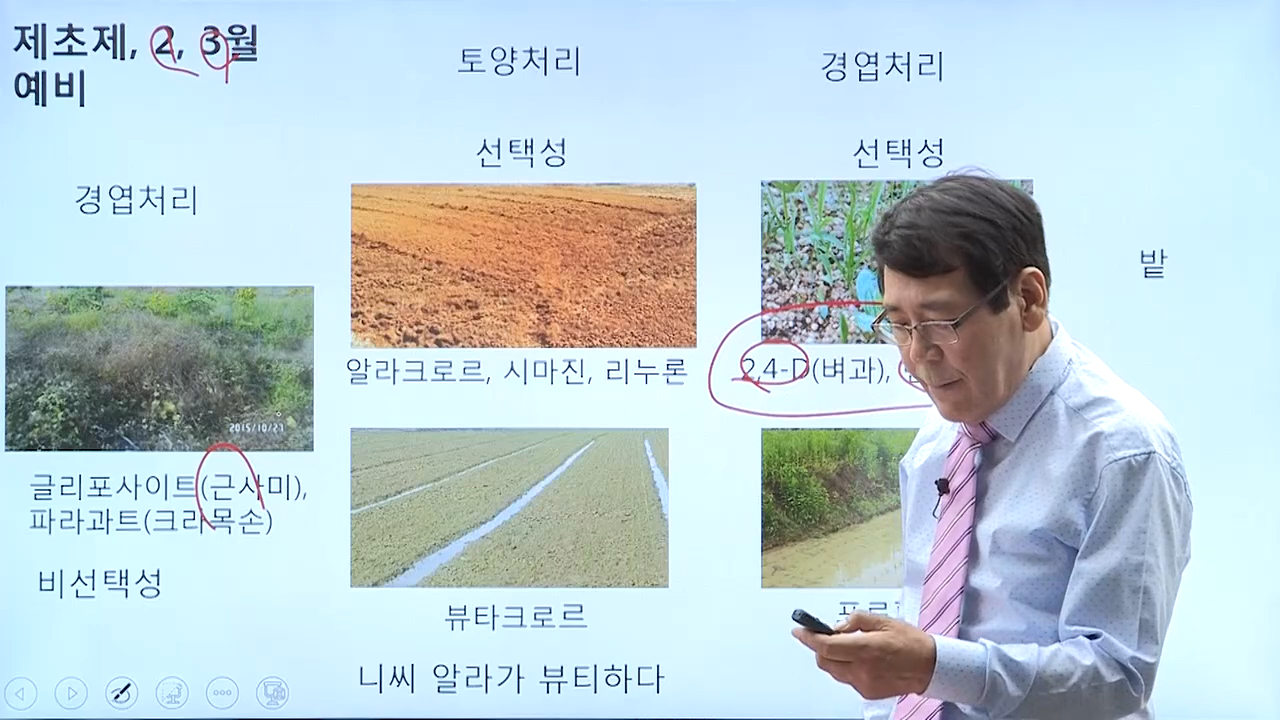 제초제, 2, 3월
예비
토양처리
경엽처리
선택성
선택성
경엽처리
밭
2015/10/27
알라크로르, 시마진, 리누론
2,4-D(벼과),
글리포사이트(근사미),
파라과트(크라목손)
비선택성
뷰타크로르
니씨 알라가 뷰티하다